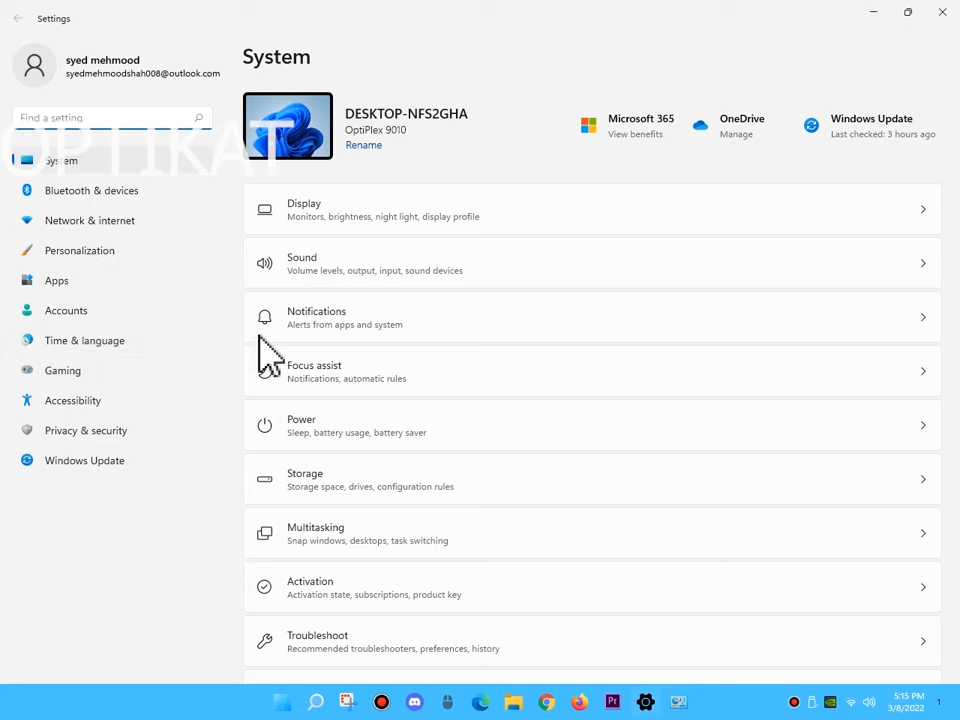 Settings
syed mehmood
syedmehmoodshah008@outlook.com
Find a setting
OPTIKAT
System
Bluetooth & devices
Network & internet
Personalization
Apps
Accounts
Time & language
Gaming
Accessibility
Privacy & security
Windows Update
System
DESKTOP-NFS2GHA
OptiPlex 9010
Rename
Microsoft 365
View benefits
OneDrive
Manage
Windows Update
Last checked: 3 hours ago
Display
Monitors, brightness, night light, display profile
Sound
Volume levels, output, input, sound devices
Notifications
Alerts from apps and system
Focus assist
Notifications, automatic rules
Power
Sleep, battery usage, battery saver
Storage
Storage space, drives, configuration rules
Multitasking
Snap windows, desktops, task switching
Activation
Activation state, subscriptions, product key
Troubleshoot
Recommended troubleshooters, preferences, history
Pr
5:15 PM
3/8/2022
1